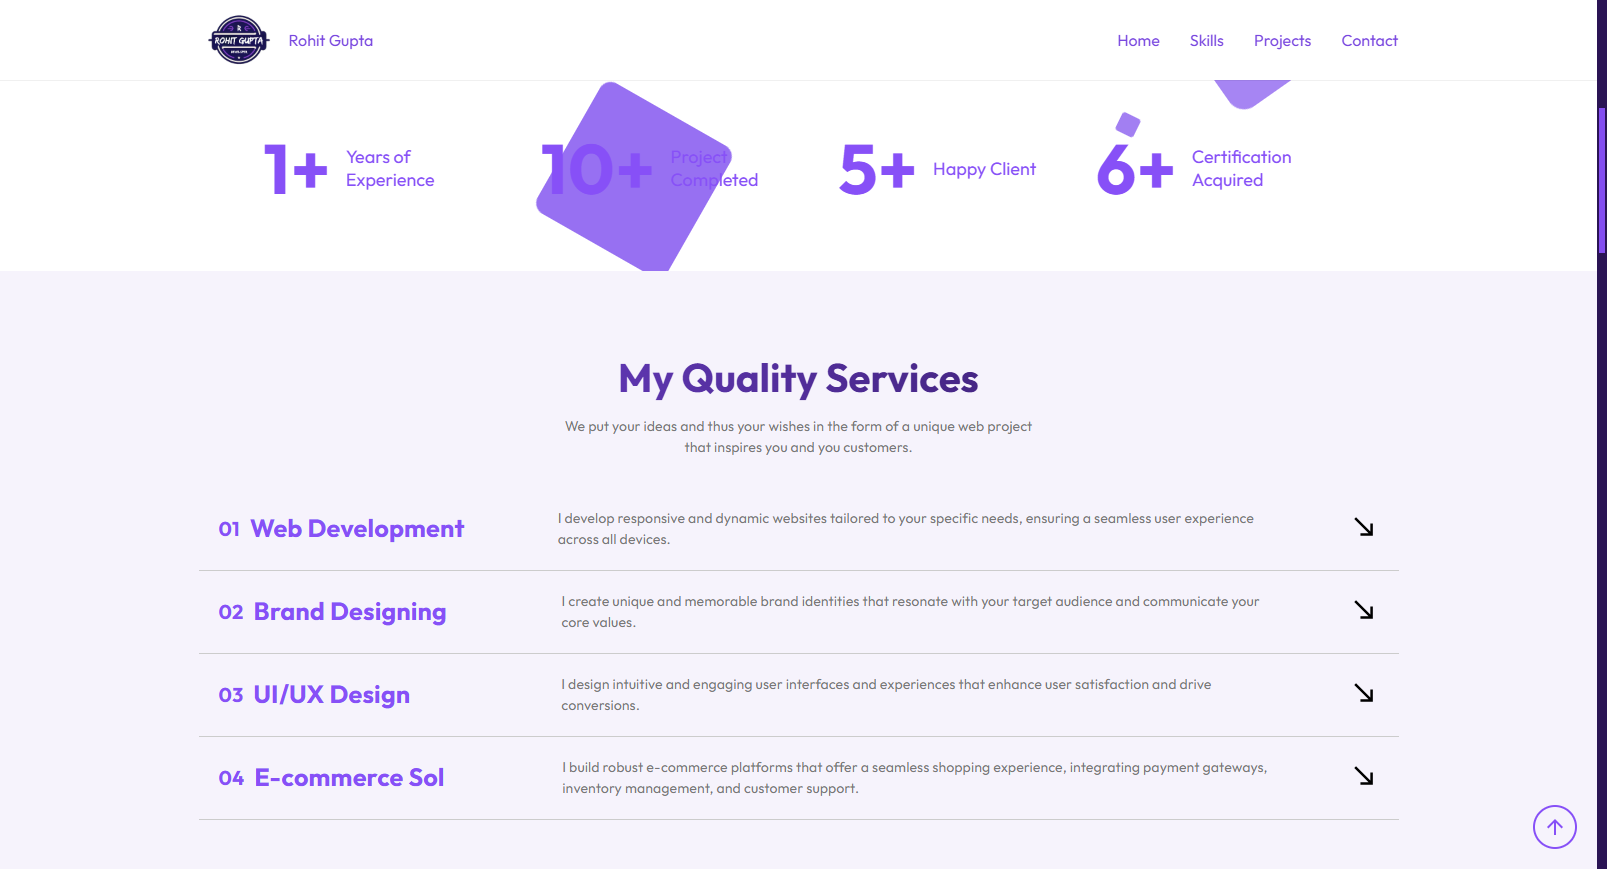 ROHIT GUPTA
Rohit Gupta
Home Skills Projects Contact
1+ Years of
Experience
10+ Project
Completed
5+ Happy Client
6+ Certification
Acquired
My Quality Services
We put your ideas and thus your wishes in the form of a unique web project
that inspires you and you customers.
01 Web Development
I develop responsive and dynamic websites tailored to your specific needs, ensuring a seamless user experience
across all devices.
02 Brand Designing
I create unique and memorable brand identities that resonate with your target audience and communicate your
core values.
03 UI/UX Design
I design intuitive and engaging user interfaces and experiences that enhance user satisfaction and drive
conversions.
04 E-commerce Sol
I build robust e-commerce platforms that offer a seamless shopping experience, integrating payment gateways,
inventory management, and customer support.